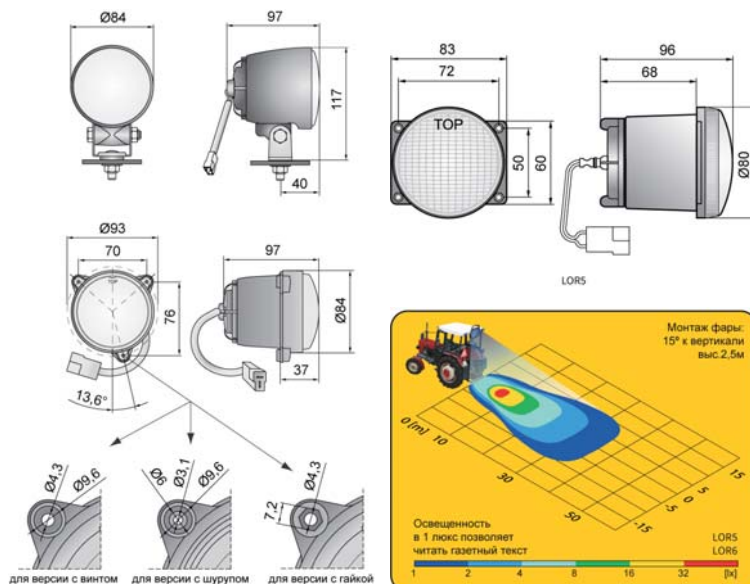 Ø84
97
117
40
83
72
TOP
50
60
96
68
Ø80
LOR5
Ø93
70
76
13,6°
97
Ø84
37
Ø4,3
Ø9,6
для версии с винтом
Ø6
Ø3,1
Ø9,6
для версии с шурупом
Ø4,3
7,2
для версии с гайкой
Монтаж фары:
15° к вертикали
выс.2,5м
0 [m]
10
30
50
15
5
0
-5
-15
Освещенность
в 1 люкс позволяет
читать газетный текст
LOR5
LOR6
1 2 4 8 16 32 [lx]